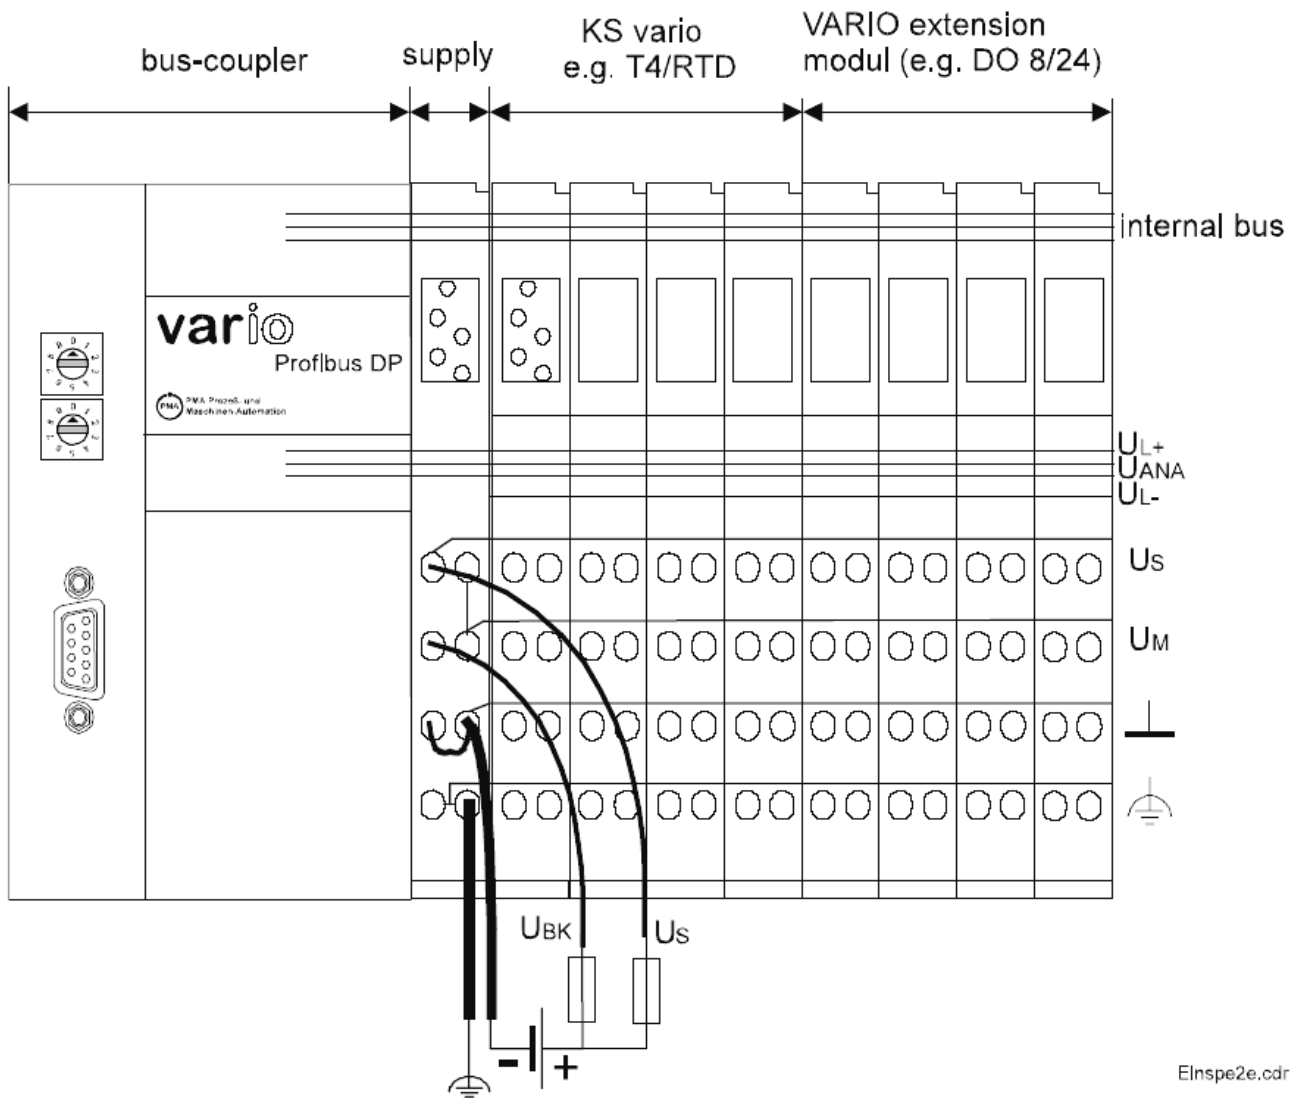 bus-coupler
supply
KS vario
e.g. T4/RTD
VARIO extension
modul (e.g. DO 8/24)
internal bus
vario
Profibus DP
PMA
PMA Prozeß- und
Maschinen-Automation
UL+
UANA
UL-
US
UM
UBK
US
- +
EInspe2e.cdr